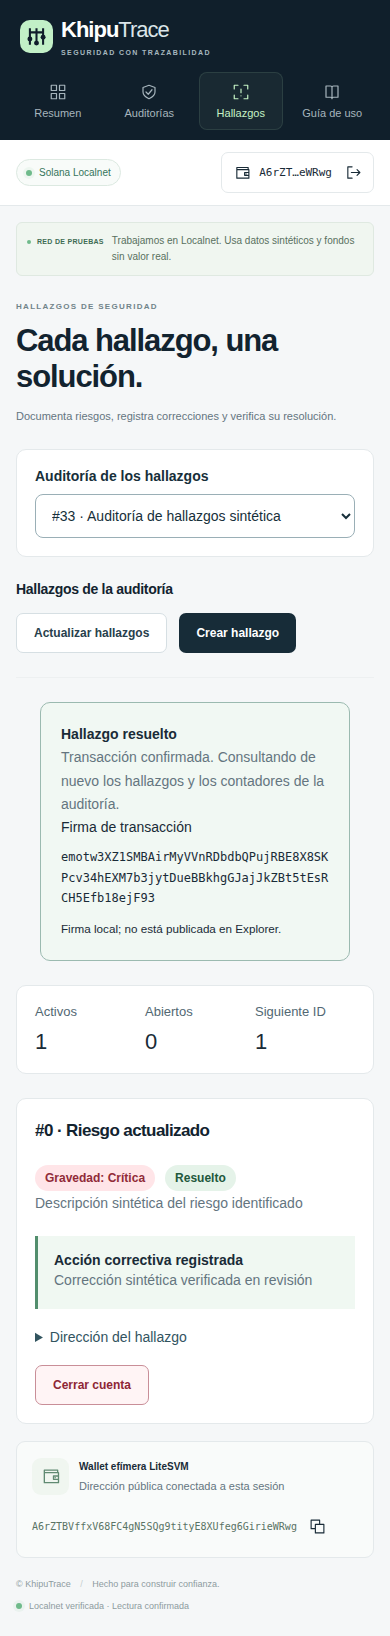 KhipuTrace
SEGURIDAD CON TRAZABILIDAD
Resumen
Auditorías
Hallazgos
Guía de uso
Solana Localnet
A6rZT…eWRwg
RED DE PRUEBAS
Trabajamos en Localnet. Usa datos sintéticos y fondos
sin valor real.
HALLAZGOS DE SEGURIDAD
Cada hallazgo, una
solución.
Documenta riesgos, registra correcciones y verifica su resolución.
Auditoría de los hallazgos
#33 · Auditoría de hallazgos sintética
Hallazgos de la auditoría
Actualizar hallazgos
Crear hallazgo
Hallazgo resuelto
Transacción confirmada. Consultando de
nuevo los hallazgos y los contadores de la
auditoría.
Firma de transacción
emotw3XZ1SMBAirMyVVnRDbdbQPujRBE8X8SK
Pcv34hEXM7b3jytDueBBkhgGJajJkZBt5tEsR
CH5Efb18ejF93
Firma local; no está publicada en Explorer.
Activos
Abiertos
Siguiente ID
1
0
1
#0 · Riesgo actualizado
Gravedad: Crítica
Resuelto
Descripción sintética del riesgo identificado
Acción correctiva registrada
Corrección sintética verificada en revisión
Dirección del hallazgo
Cerrar cuenta
Wallet efímera LiteSVM
Dirección pública conectada a esta sesión
A6rZTBVffxV68FC4gN5SQg9tityE8XUfeg6GirieWRwg
© KhipuTrace / Hecho para construir confianza.
Localnet verificada · Lectura confirmada